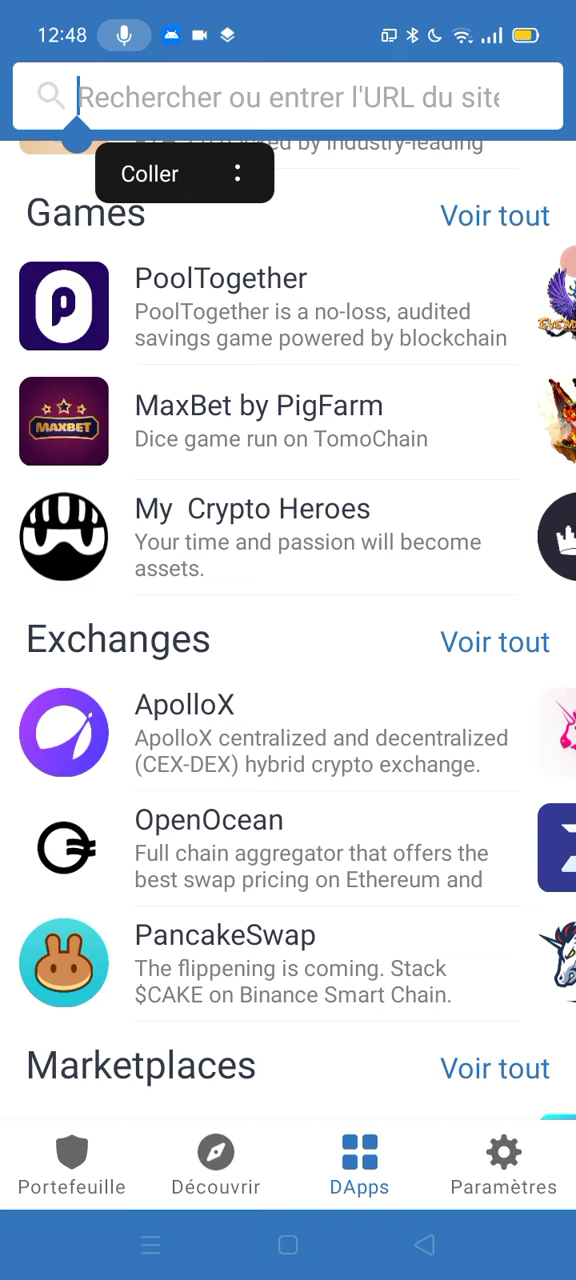 12:48
Rechercher ou entrer l'URL du site
by industry-leading
Coller
Games
Voir tout
PoolTogether
PoolTogether is a no-loss, audited
savings game powered by blockchain
MAXBET
MaxBet by PigFarm
Dice game run on TomoChain
My Crypto Heroes
Your time and passion will become
assets.
Exchanges
Voir tout
ApolloX
ApolloX centralized and decentralized
(CEX-DEX) hybrid crypto exchange.
OpenOcean
Full chain aggregator that offers the
best swap pricing on Ethereum and
PancakeSwap
The flippening is coming. Stack
$CAKE on Binance Smart Chain.
Marketplaces
Voir tout
Portefeuille
Découvrir
DApps
Paramètres